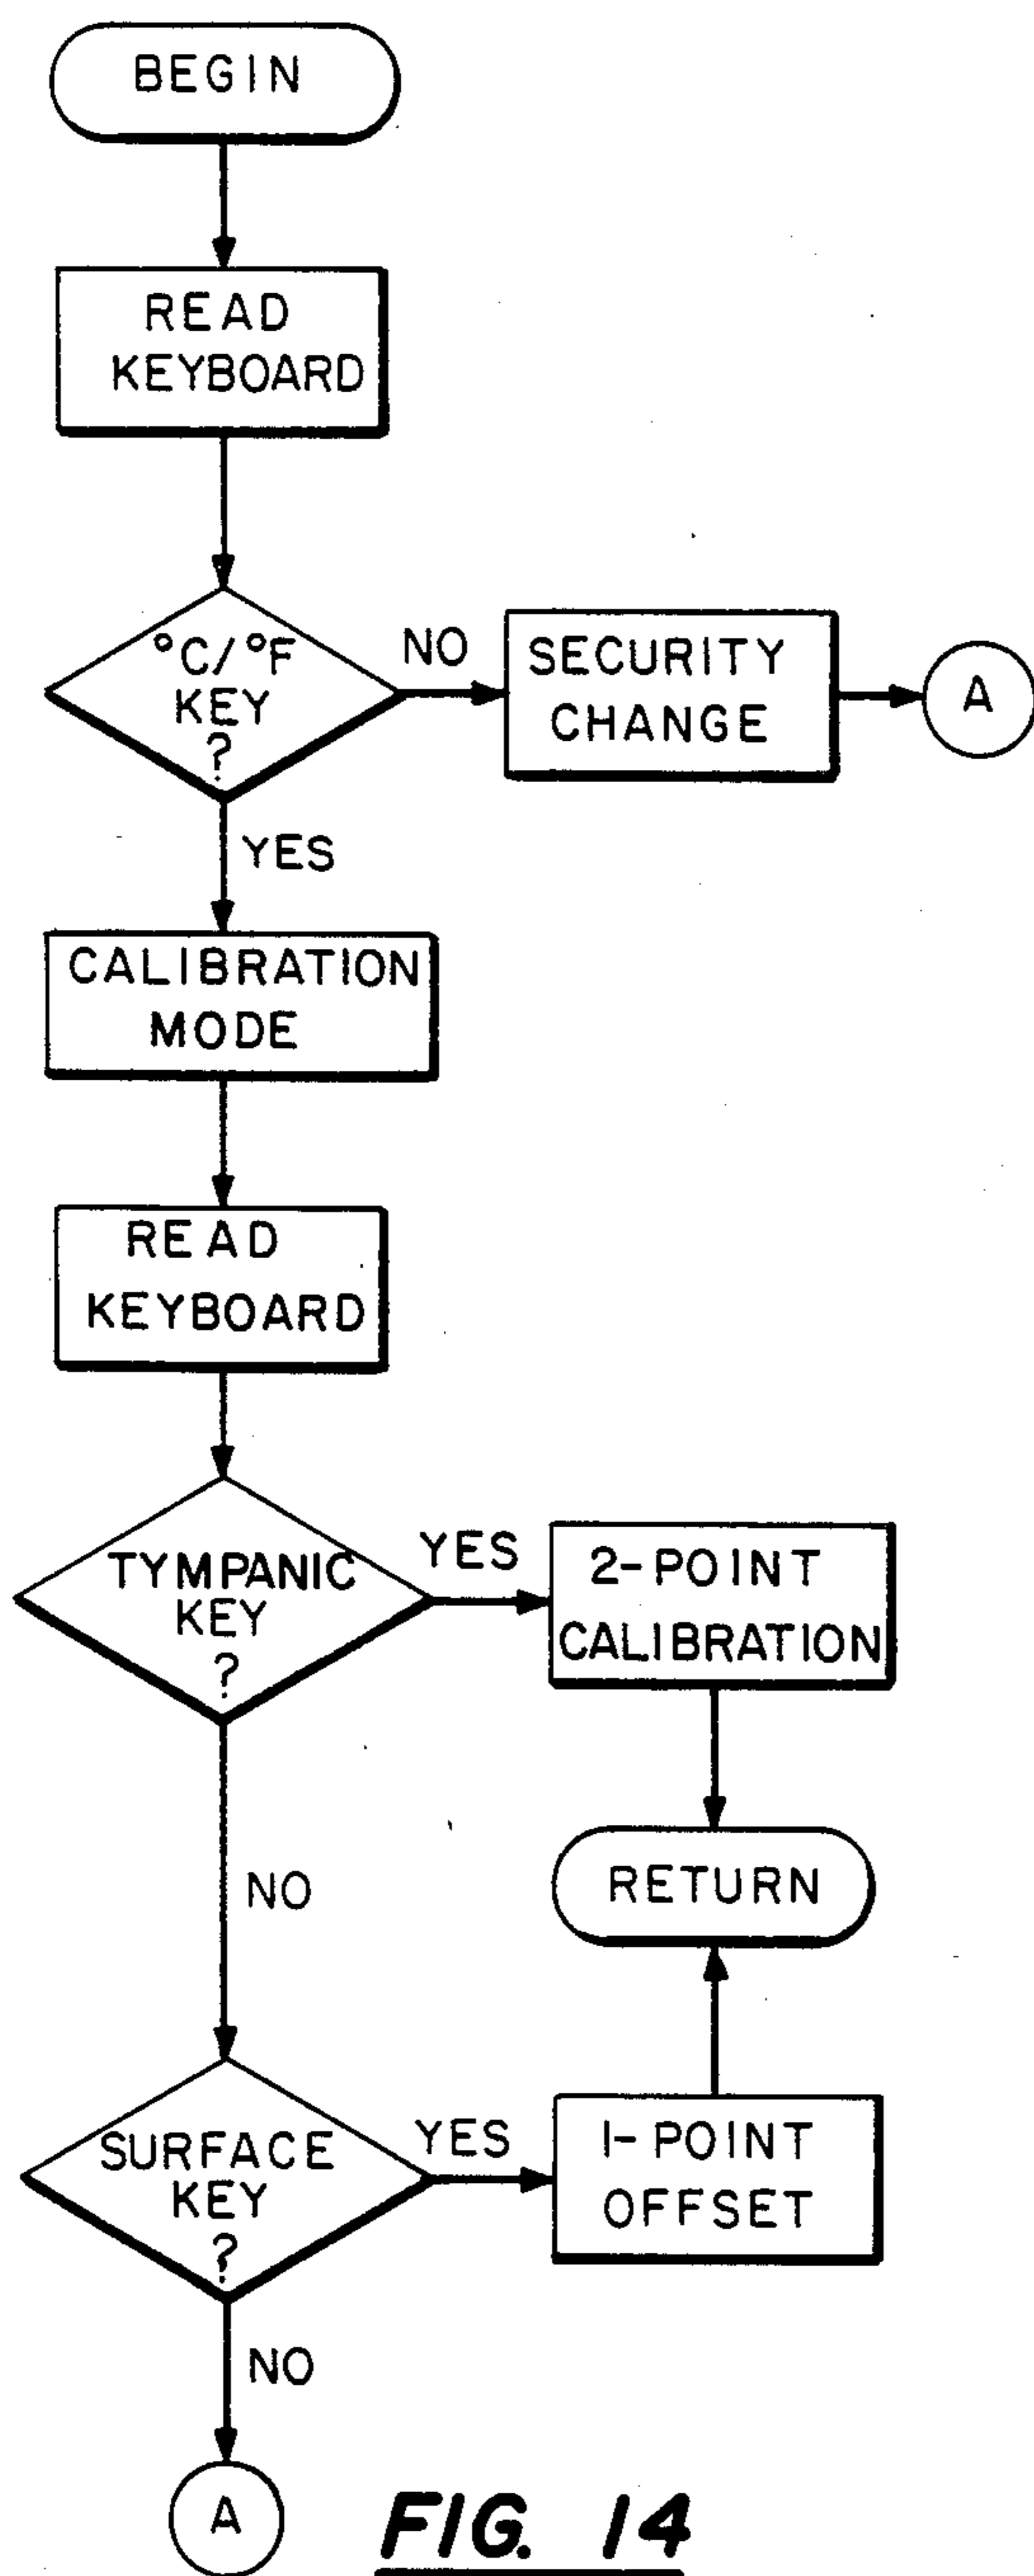 BEGIN
READ
KEYBOARD
°C/°F
KEY
?
NO
SECURITY
CHANGE
A
YES
CALIBRATION
MODE
READ
KEYBOARD
TYMPANIC
KEY
?
YES
2-POINT
CALIBRATION
RETURN
NO
SURFACE
KEY
?
YES
1-POINT
OFFSET
NO
A
FIG. 14